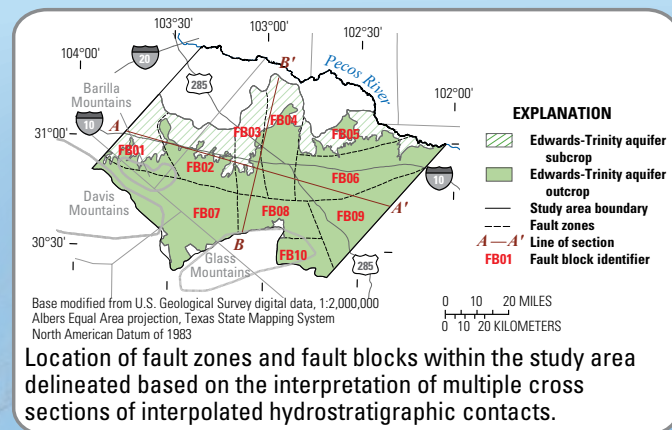 103°30'
103°00'
102°30'
104°00'
20
B'
Pecos River
285
102°00'
Barilla
Mountains
10
A
31°00'
FB04
FB03
FB05
FB01
FB02
FB06
10
Davis
Mountains
FB07
FB08
FB09
A'
B
30°30'
Glass
Mountains
FB10
285
EXPLANATION
Edwards-Trinity aquifer
subcrop
Edwards-Trinity aquifer
outcrop
Study area boundary
Fault zones
A—A' Line of section
FB01 Fault block identifier
Base modified from U.S. Geological Survey digital data, 1:2,000,000
Albers Equal Area projection, Texas State Mapping System
North American Datum of 1983
0 10 20 MILES
0 10 20 KILOMETERS
Location of fault zones and fault blocks within the study area
delineated based on the interpretation of multiple cross
sections of interpolated hydrostratigraphic contacts.